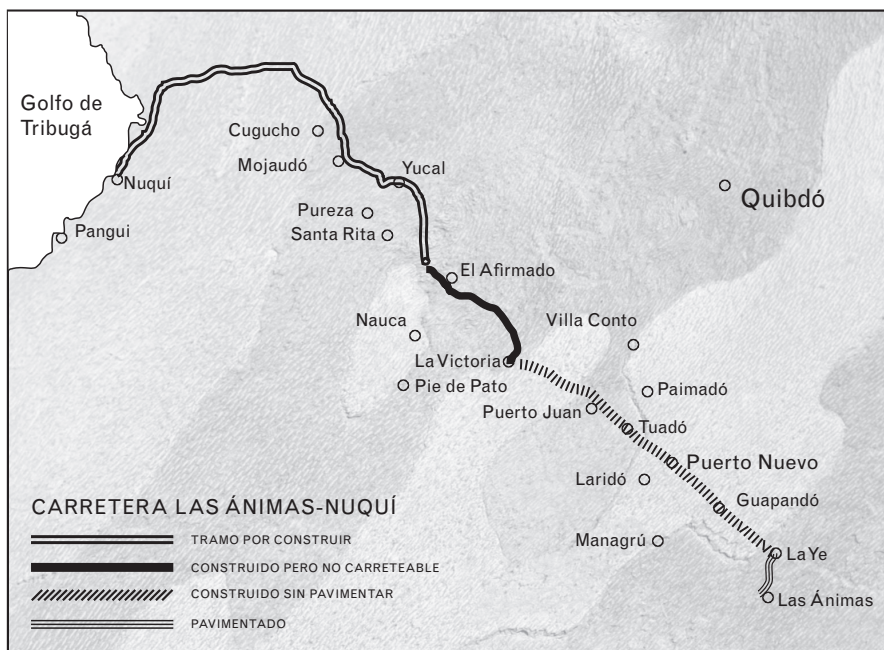 Golfo de
Tribugá
Cugucho
Mojaudó
Yucal
Nuquí
Quibdó
Pureza
Pangui
Santa Rita
El Afirmado
Nauca
Villa Conto
La Victoria
Pie de Pato
Paimadó
Puerto Juan
Tuadó
Puerto Nuevo
Laridó
Guapandó
Managrú
La Ye
Las Ánimas
CARRETERA LAS ÁNIMAS-NUQUÍ
TRAMO POR CONSTRUIR
CONSTRUIDO PERO NO CARRETEABLE
CONSTRUIDO SIN PAVIMENTAR
PAVIMENTADO